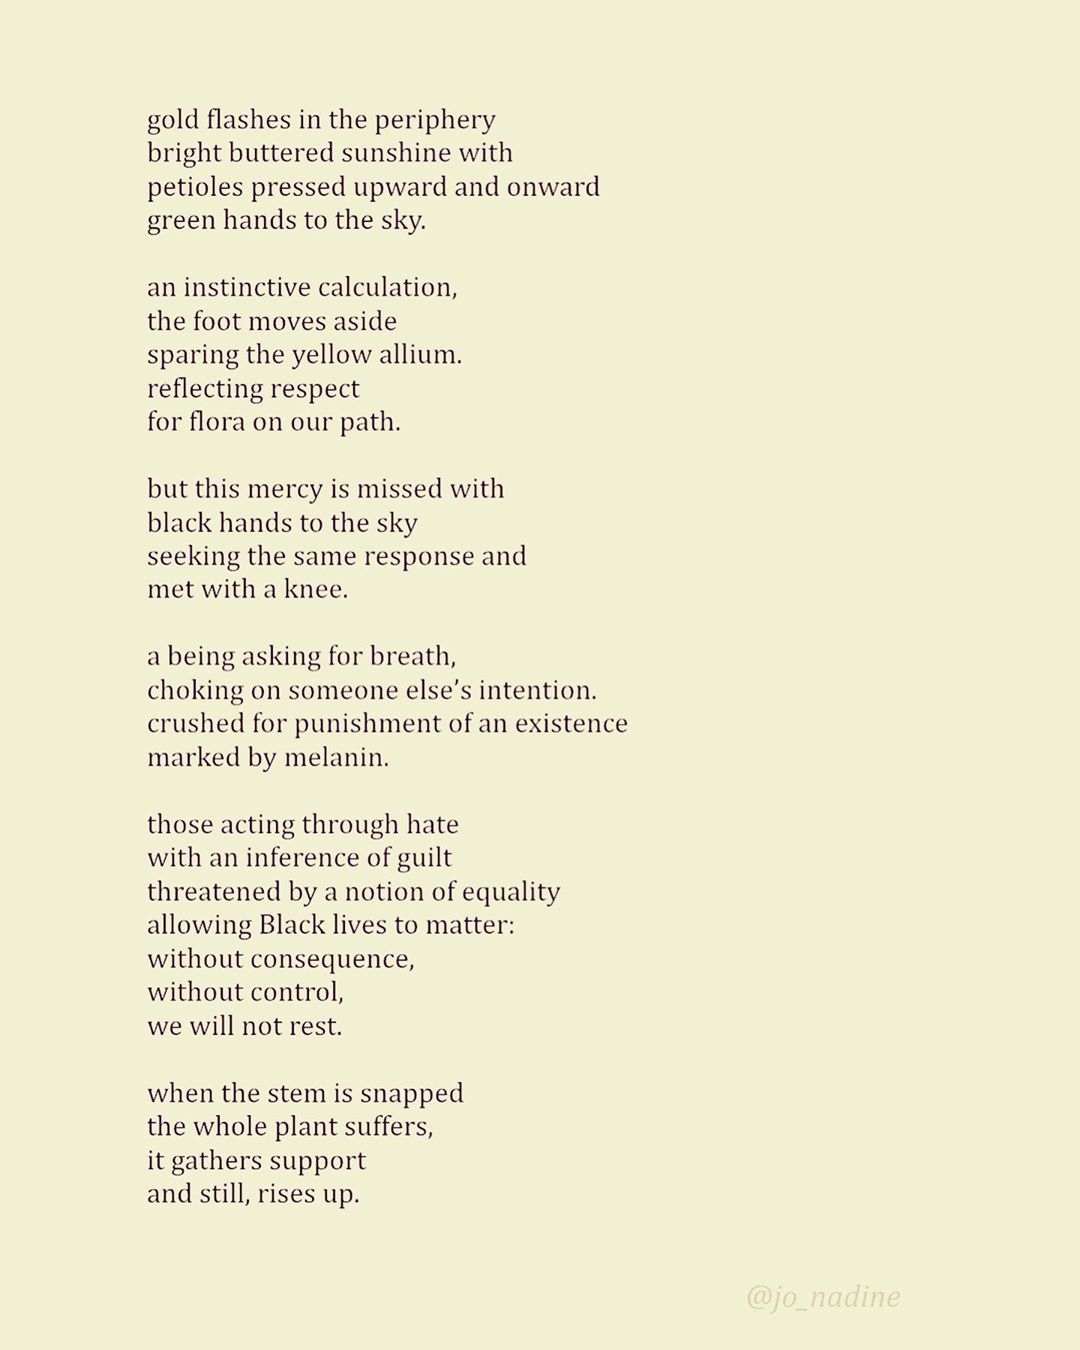 gold flashes in the periphery
bright buttered sunshine with
petioles pressed upward and onward
green hands to the sky.
an instinctive calculation,
the foot moves aside
sparing the yellow allium.
reflecting respect
for flora on our path.
but this mercy is missed with
black hands to the sky
seeking the same response and
met with a knee.
a being asking for breath,
choking on someone else’s intention.
crushed for punishment of an existence
marked by melanin.
those acting through hate
with an inference of guilt
threatened by a notion of equality
allowing Black lives to matter:
without consequence,
without control,
we will not rest.
when the stem is snapped
the whole plant suffers,
it gathers support
and still, rises up.
@jo_nadine